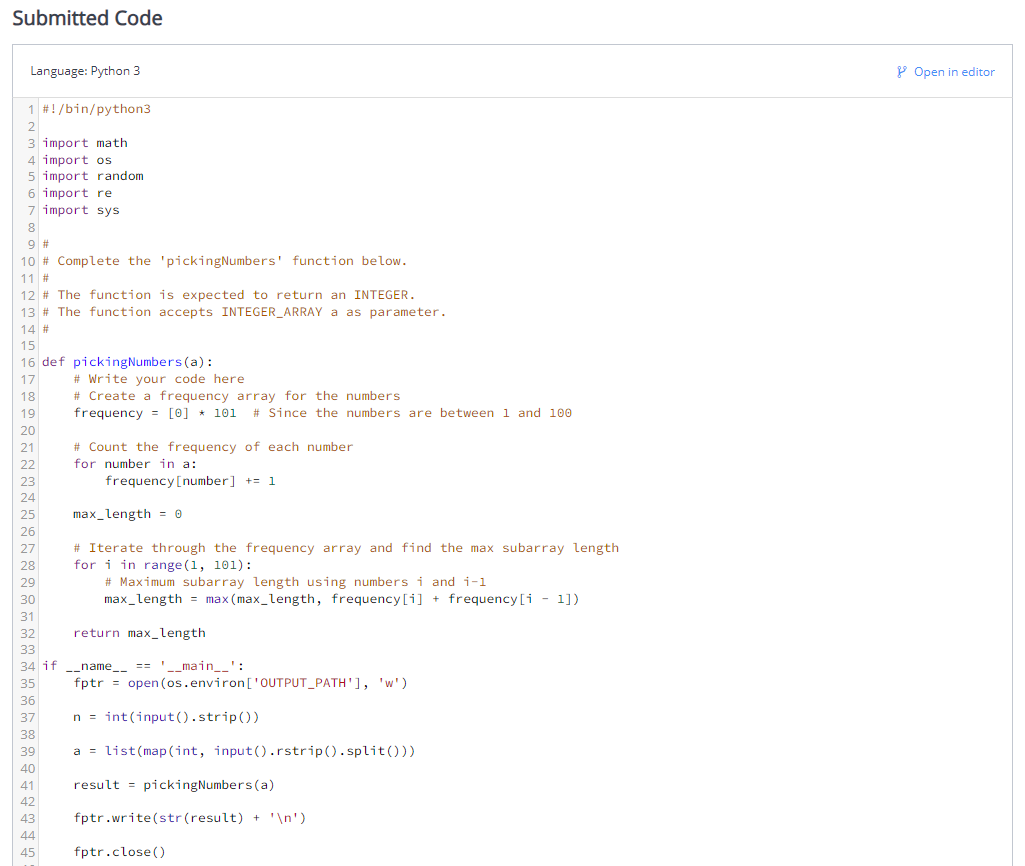 Submitted Code
Language: Python 3
Open in editor
1 #!/bin/python3
2
3 import math
4 import os
5 import random
6 import re
7 import sys
8
9 #
10 # Complete the 'pickingNumbers' function below.
11 #
12 # The function is expected to return an INTEGER.
13 # The function accepts INTEGER_ARRAY a as parameter.
14 #
15
16 def pickingNumbers(a):
17     # Write your code here
18     # Create a frequency array for the numbers
19     frequency = [0] * 101  # Since the numbers are between 1 and 100
20
21     # Count the frequency of each number
22     for number in a:
23         frequency[number] += 1
24
25     max_length = 0
26
27     # Iterate through the frequency array and find the max subarray length
28     for i in range(1, 101):
29         # Maximum subarray length using numbers i and i-1
30         max_length = max(max_length, frequency[i] + frequency[i - 1])
31
32     return max_length
33
34 if __name__ == '__main__':
35     fptr = open(os.environ['OUTPUT_PATH'], 'w')
36
37     n = int(input().strip())
38
39     a = list(map(int, input().rstrip().split()))
40
41     result = pickingNumbers(a)
42
43     fptr.write(str(result) + '\n')
44
45     fptr.close()